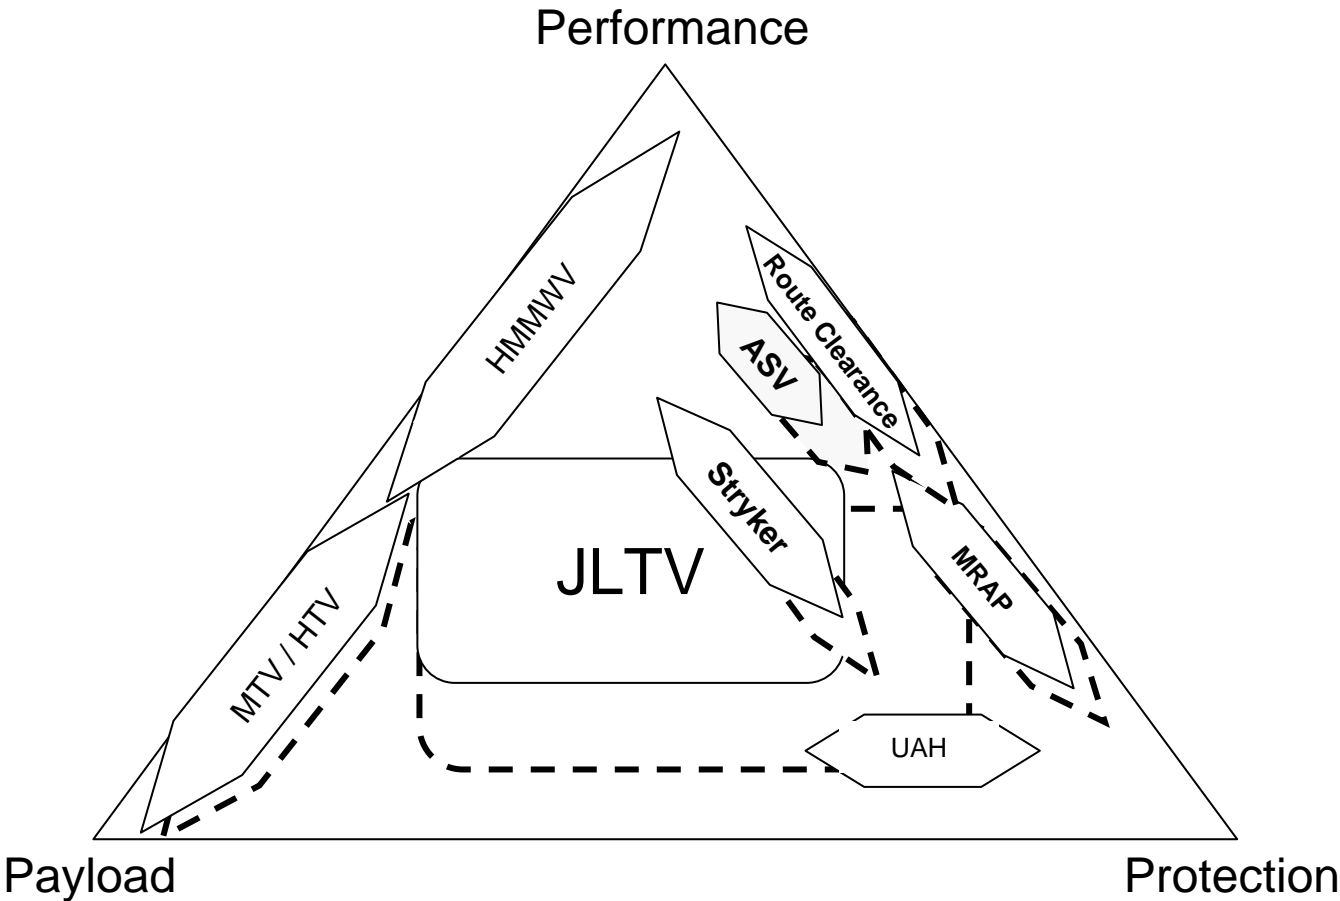 Performance
HMMWV
Route Clearance
ASV
Stryker
JLTV
MRAP
MTV / HTV
UAH
Payload
Protection